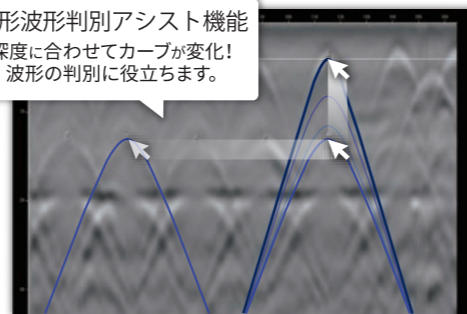 形波形判別アシスト機能
深度に合わせてカーブが変化!
波形の判別に役立ちます。